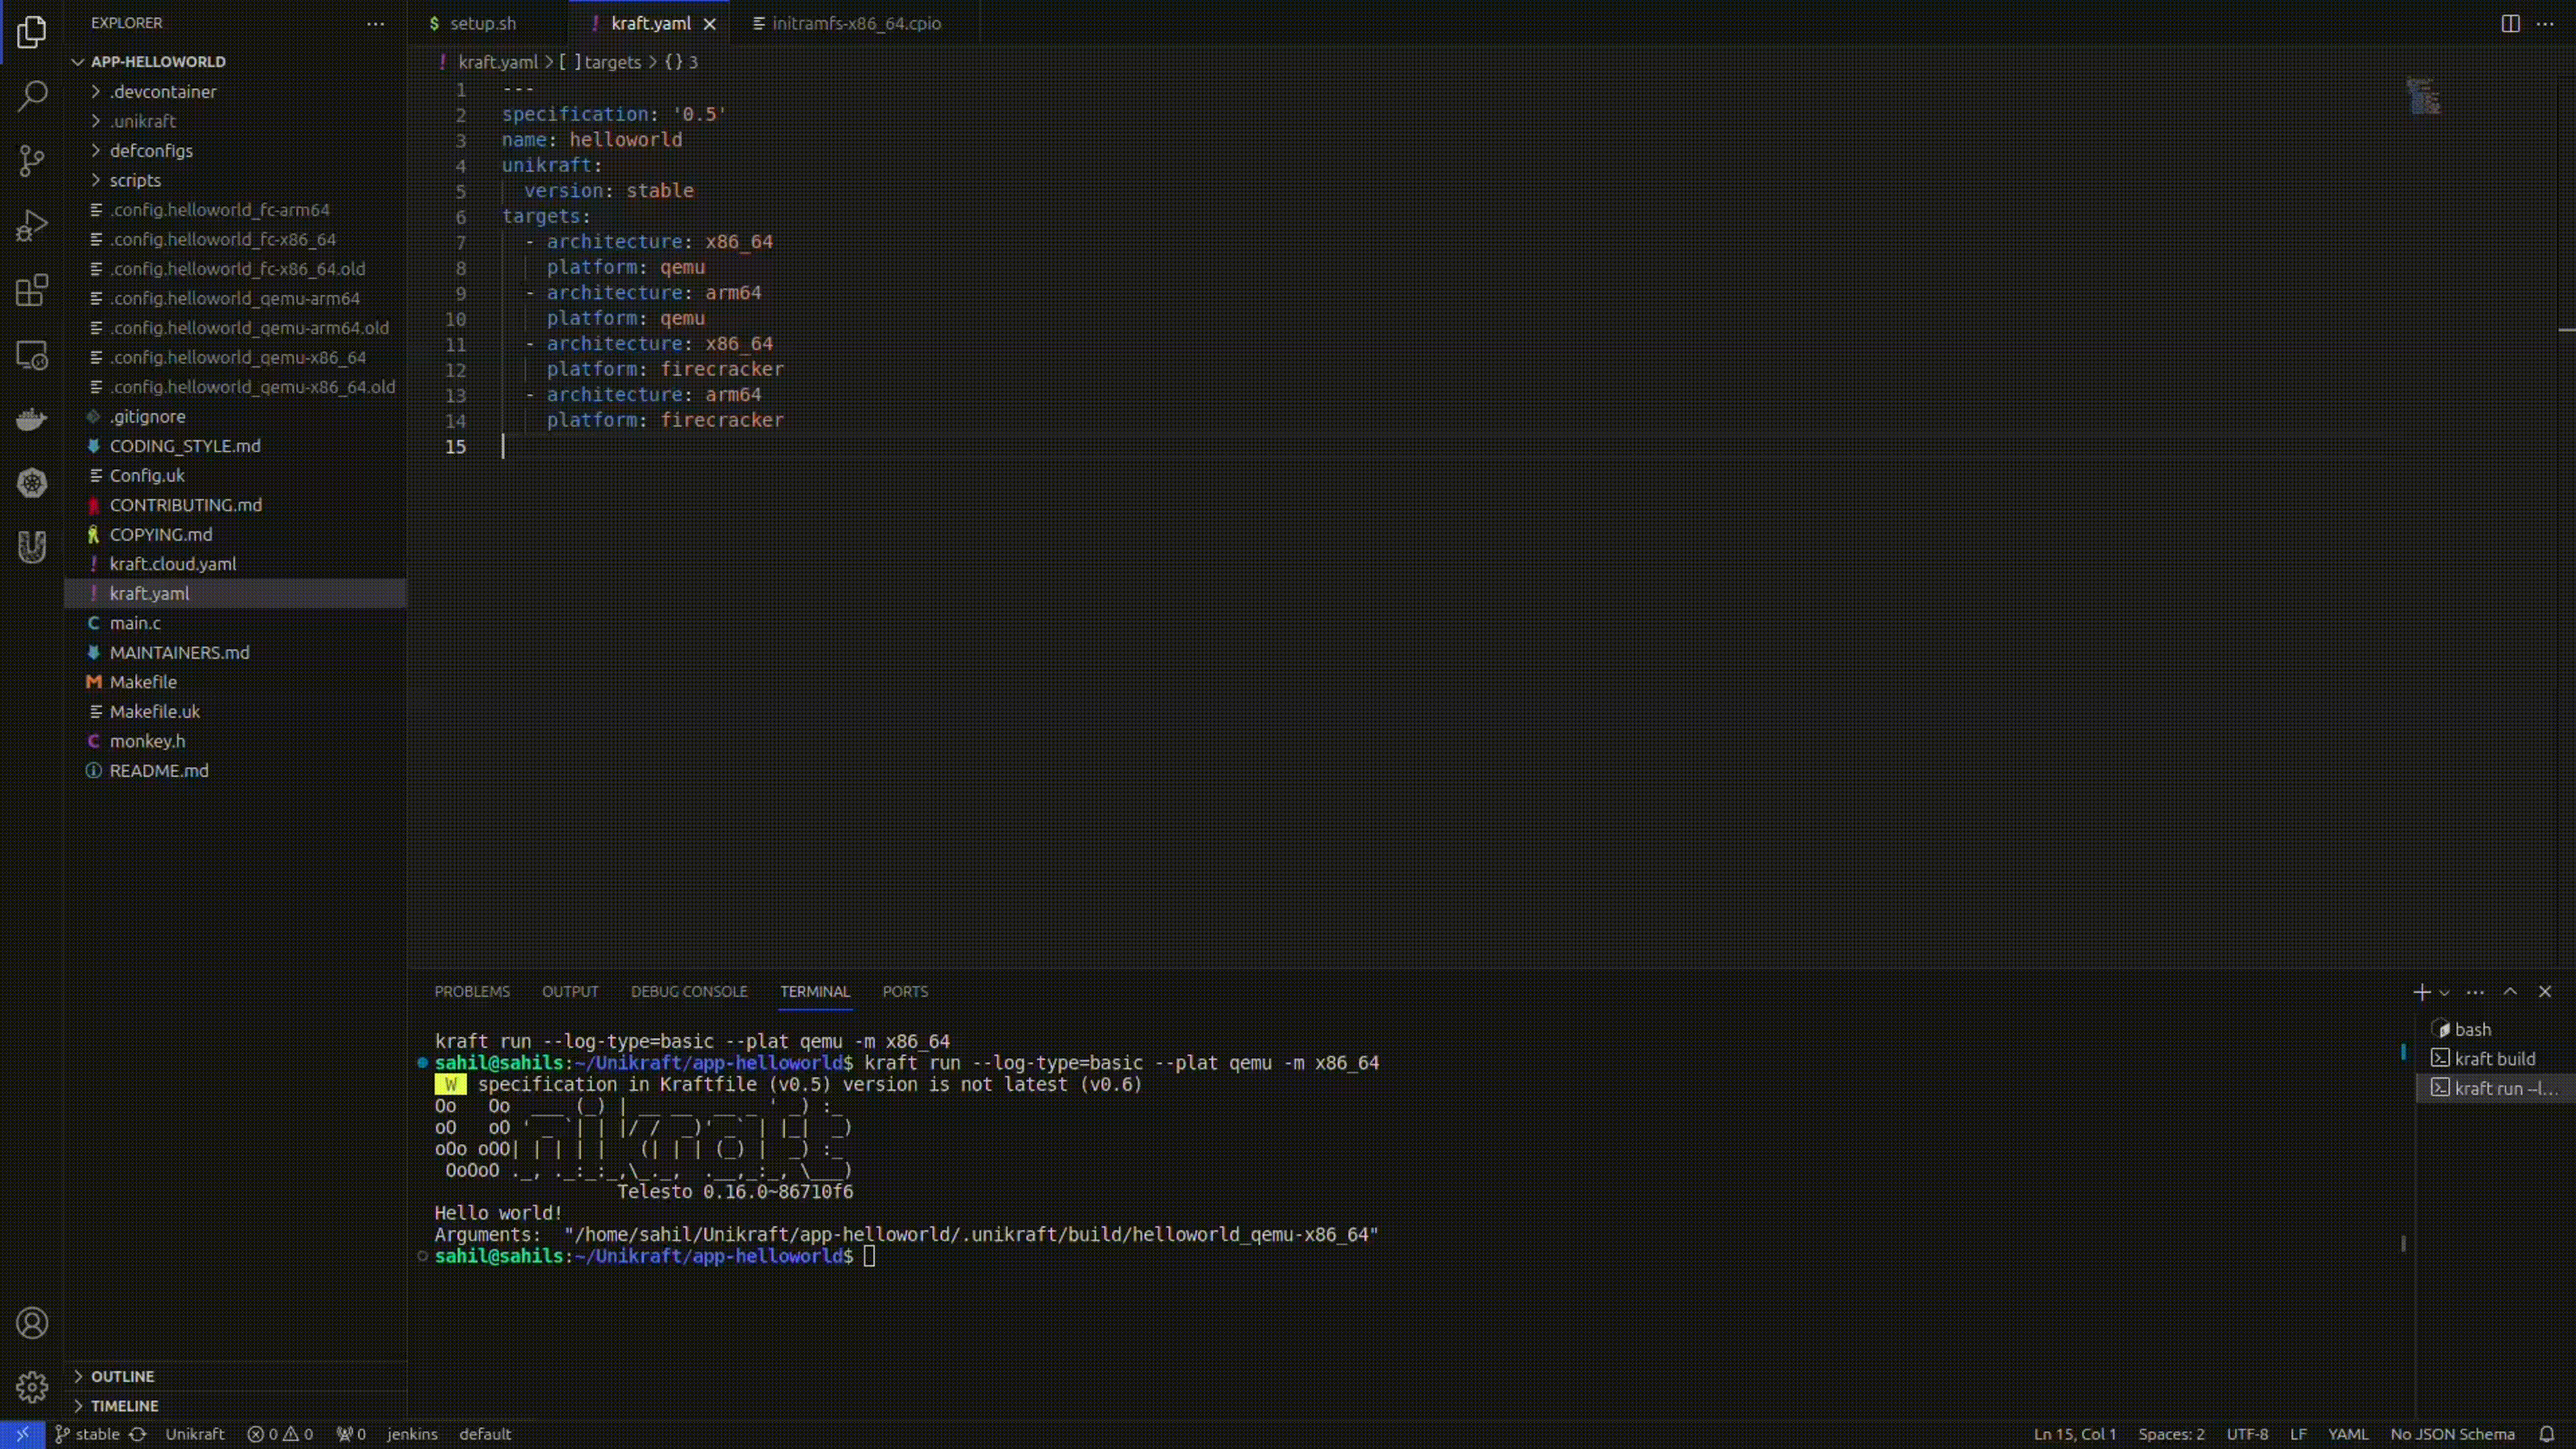 EXPLORER
APP-HELLOWORLD
.devcontainer
.unikraft
defconfigs
scripts
.config.helloworld_fc-arm64
.config.helloworld_fc-x86_64
.config.helloworld_fc-x86_64.old
.config.helloworld_qemu-arm64
.config.helloworld_qemu-arm64.old
.config.helloworld_qemu-x86_64
.config.helloworld_qemu-x86_64.old
.gitignore
CODING_STYLE.md
Config.uk
CONTRIBUTING.md
COPYING.md
kraft.cloud.yaml
kraft.yaml
main.c
MAINTAINERS.md
Makefile
Makefile.uk
monkey.h
README.md
OUTLINE
TIMELINE
setup.sh
kraft.yaml
initramfs-x86_64.cpio
kraft.yaml > [ ] targets > {} 3
1 ---
2 specification: '0.5'
3 name: helloworld
4 unikraft:
5 version: stable
6 targets:
7 - architecture: x86_64
8 platform: qemu
9 - architecture: arm64
10 platform: qemu
11 - architecture: x86_64
12 platform: firecracker
13 - architecture: arm64
14 platform: firecracker
15
PROBLEMS OUTPUT DEBUG CONSOLE TERMINAL PORTS
kraft run --log-type=basic --plat qemu -m x86_64
sahil@sahils:~/Unikraft/app-helloworld$ kraft run --log-type=basic --plat qemu -m x86_64
W specification in Kraftfile (v0.5) version is not latest (v0.6)
Oo   Oo  ___ (_) | __ __  __ _ ' _) :_
oO   oO ' _ `| | |/ /  _)' _` | |_|  _)
oOo oOO| | | | |   (| | | (_) |  _) :_
 OoOoO ._, ._:_:_,\_._,  .__,_:_, \___)
Telesto 0.16.0~86710f6
Hello world!
Arguments:  "/home/sahil/Unikraft/app-helloworld/.unikraft/build/helloworld_qemu-x86_64"
sahil@sahils:~/Unikraft/app-helloworld$
bash
kraft build
kraft run --l...
stable Unikraft 0 0 0 jenkins default
Ln 15, Col 1 Spaces: 2 UTF-8 LF YAML No JSON Schema